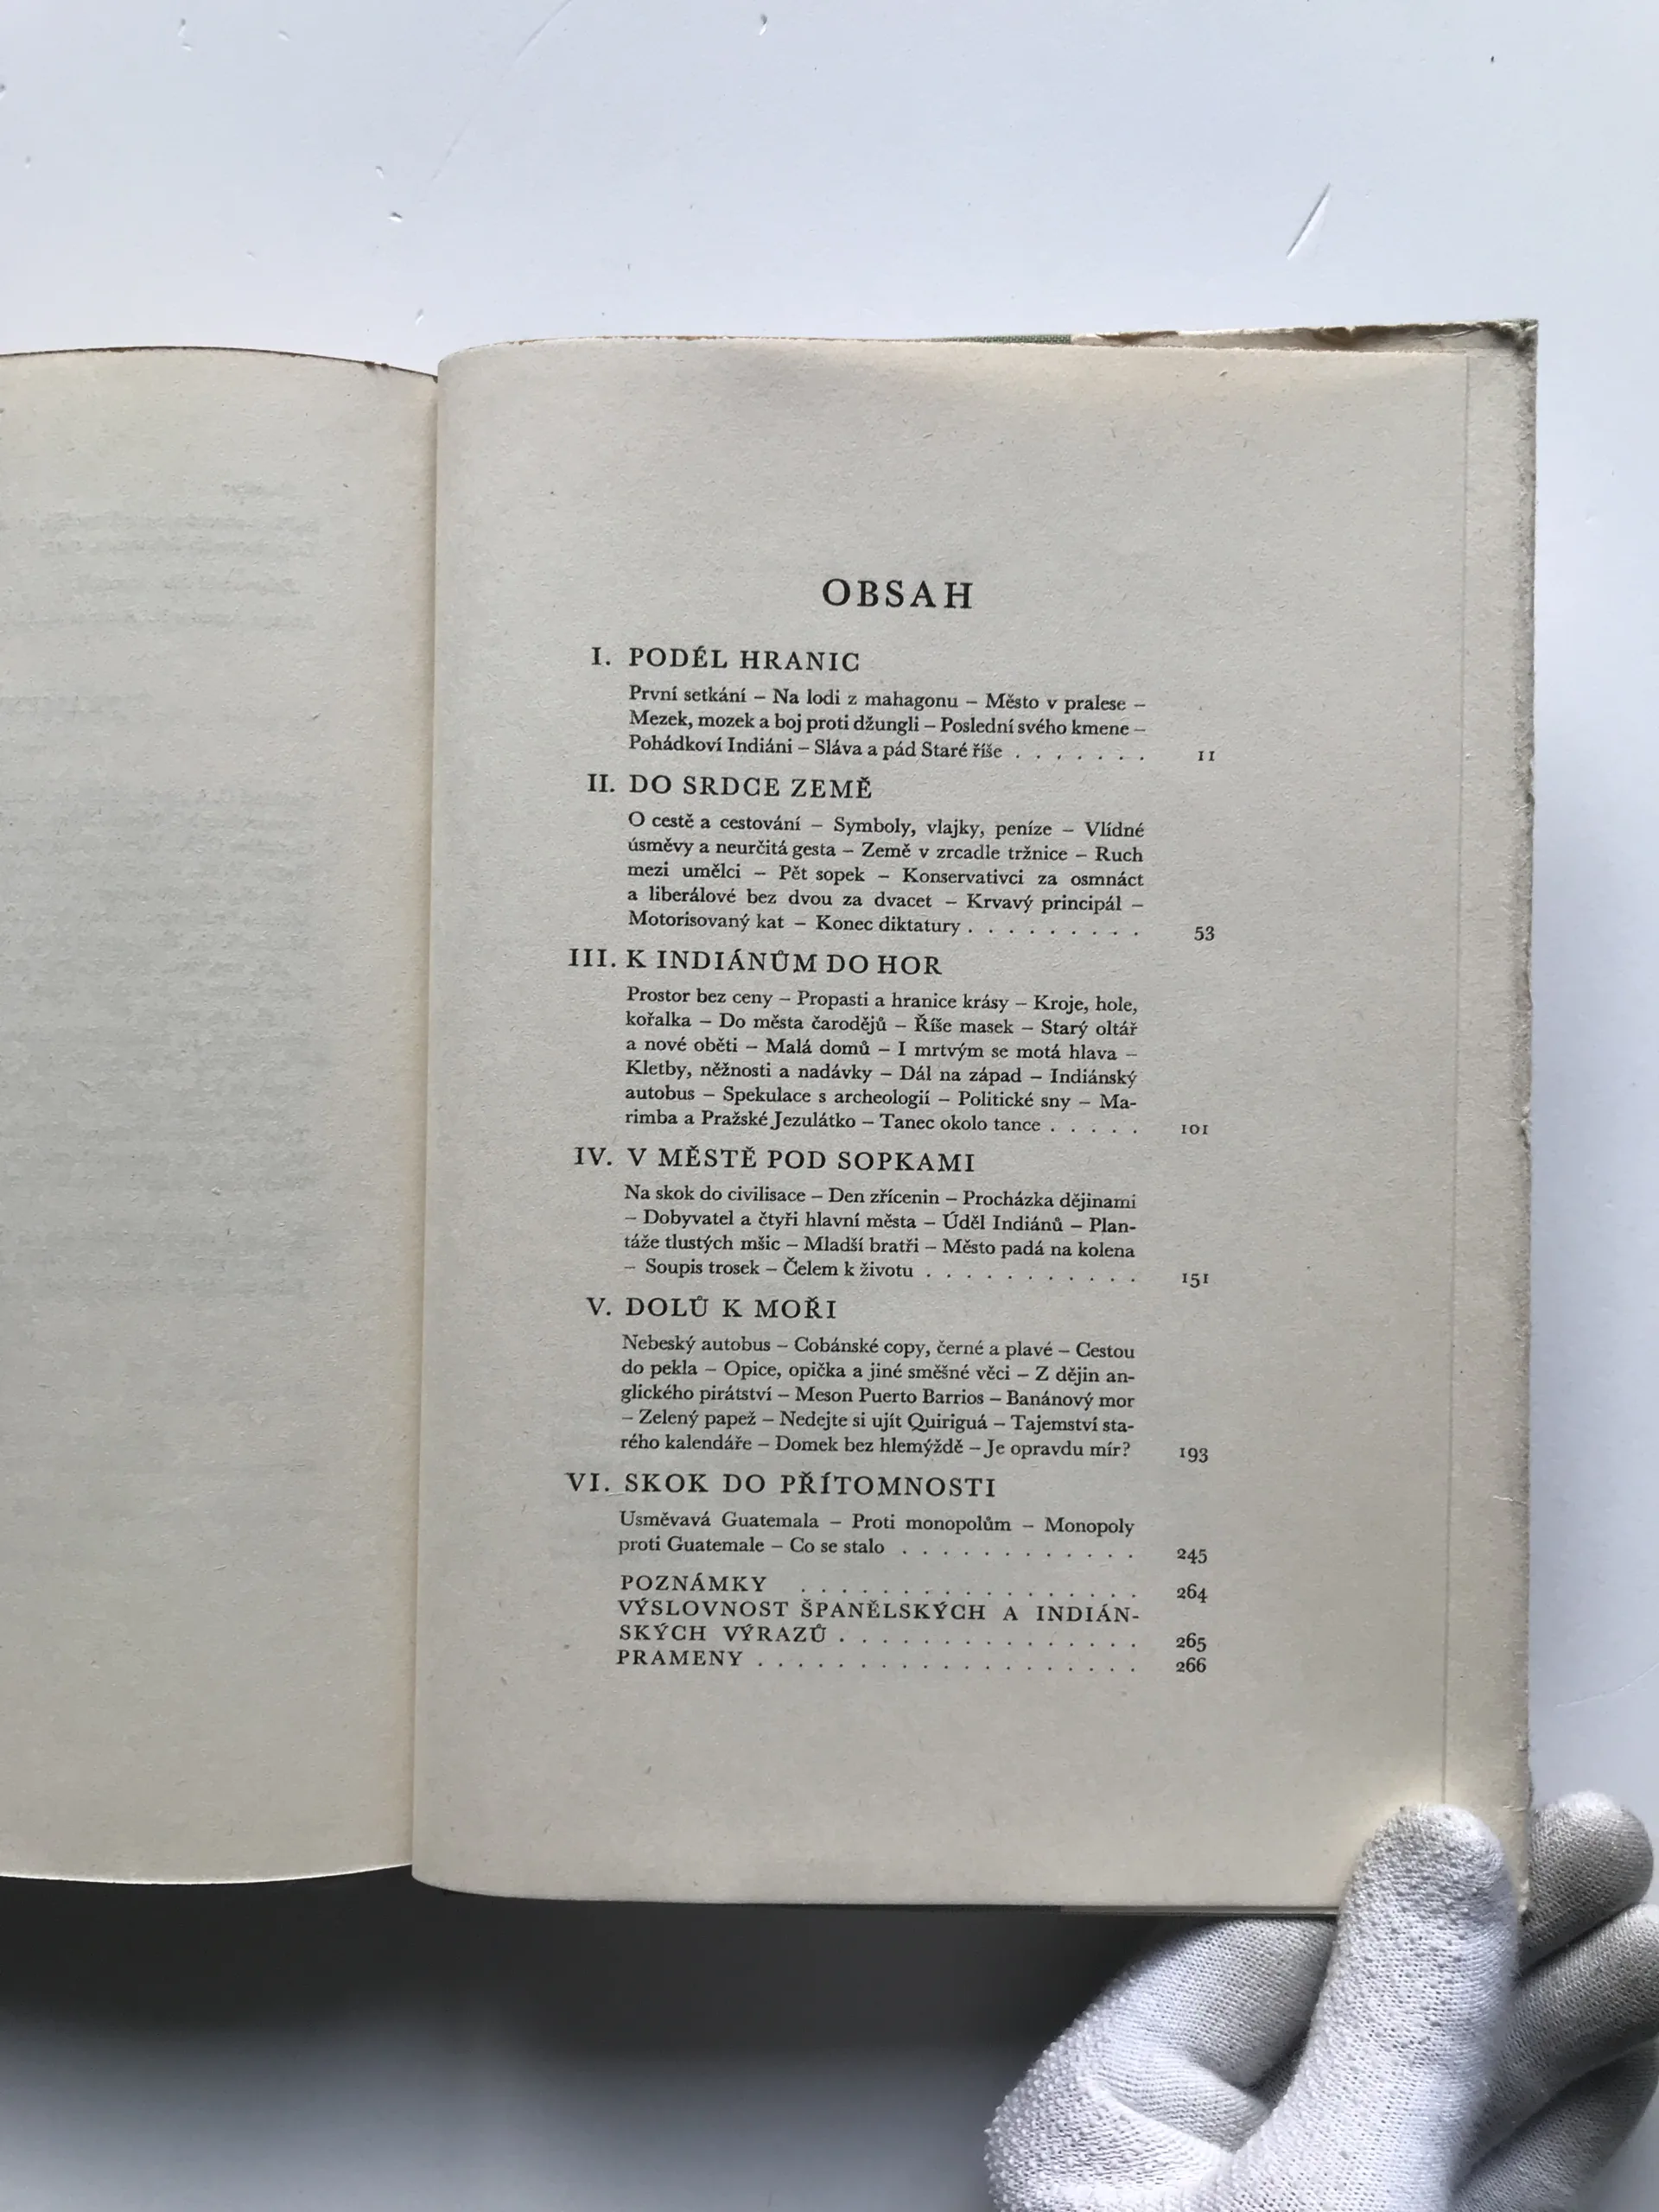 OBSAH
I. PODÉL HRANIC
První setkání – Na lodi z mahagonu – Město v pralese –
Mezek, mozek a boj proti džungli – Poslední svého kmene –
Pohádkoví Indiáni – Sláva a pád Staré říše . . . . . . . 11
II. DO SRDCE ZEMĚ
O cestě a cestování – Symboly, vlajky, peníze – Vlídné
úsměvy a neurčitá gesta – Země v zrcadle tržnice – Ruch
mezi umělci – Pět sopek – Konservativci za osmnáct
a liberálové bez dvou za dvacet – Krvavý principál –
Motorisovaný kat – Konec diktatury . . . . . . . . . 53
III. K INDIÁNŮM DO HOR
Prostor bez ceny – Propasti a hranice krásy – Kroje, hole,
kořalka – Do města čarodějů – Říše masek – Starý oltář
a nové oběti – Malá domů – I mrtvým se motá hlava –
Kletby, něžnosti a nadávky – Dál na západ – Indiánský
autobus – Spekulace s archeologií – Politické sny – Ma-
rimba a Pražské Jezulátko – Tanec okolo tance . . . . . 101
IV. V MĚSTĚ POD SOPKAMI
Na skok do civilisace – Den zřícenin – Procházka dějinami
– Dobyvatel a čtyři hlavní města – Úděl Indiánů – Plan-
táže tlustých mšic – Mladší bratři – Město padá na kolena
– Soupis trosek – Čelem k životu . . . . . . . . . . . 151
V. DOLŮ K MOŘI
Nebeský autobus – Cobánské copy, černé a plavé – Cestou
do pekla – Opice, opička a jiné směšné věci – Z dějin an-
glického pirátství – Meson Puerto Barrios – Banánový mor
– Zelený papež – Nedejte si ujít Quiriguá – Tajemství sta-
rého kalendáře – Domek bez hlemýždě – Je opravdu mír? 193
VI. SKOK DO PŘÍTOMNOSTI
Usměvavá Guatemala – Proti monopolům – Monopoly
proti Guatemale – Co se stalo . . . . . . . . . . . . 245
POZNÁMKY . . . . . . . . . . . . . . . . . 264
VÝSLOVNOST ŠPANĚLSKÝCH A INDIÁN-
SKÝCH VÝRAZŮ . . . . . . . . . . . . . . . 265
PRAMENY . . . . . . . . . . . . . . . . . . 266